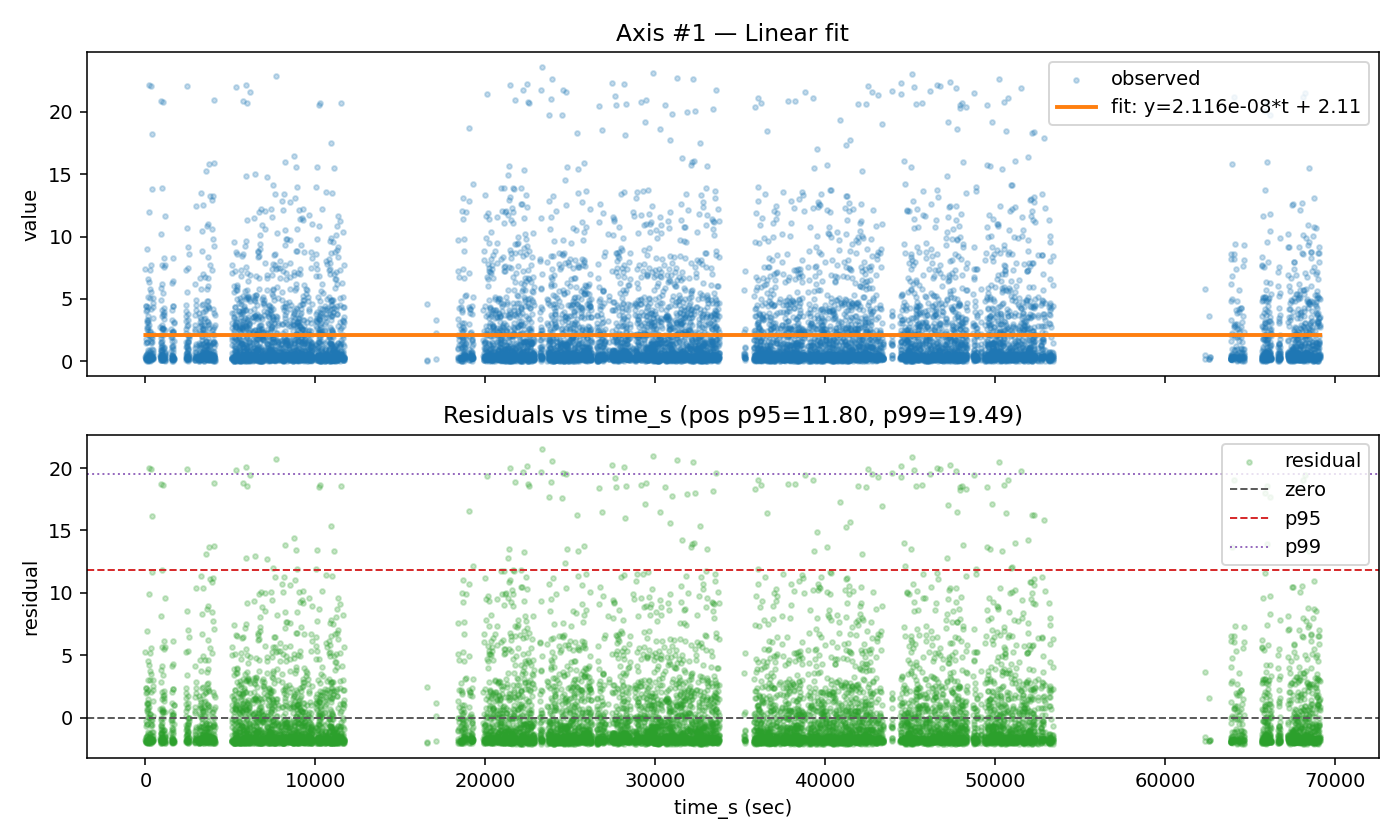 Axis #1 — Linear fit
value
20
15
10
5
0
observed
fit: y=2.116e-08*t + 2.11
Residuals vs time_s (pos p95=11.80, p99=19.49)
residual
20
15
10
5
0
residual
zero
p95
p99
0 10000 20000 30000 40000 50000 60000 70000
time_s (sec)